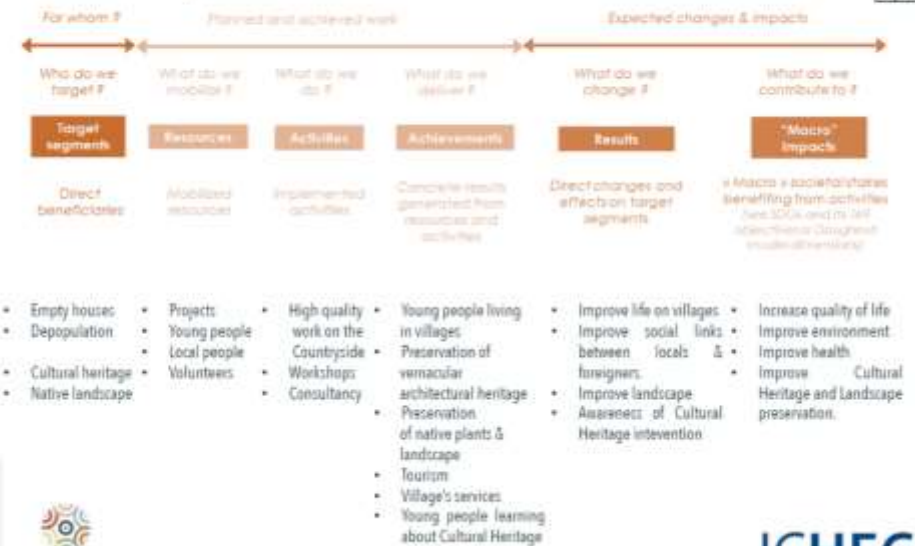 For whom ?
Planned and achieved work
Expected changes & impacts
Who do we
target ?
What do we
mobilize ?
What do we
do ?
What do we
deliver ?
What do we
change ?
What do we
contribute to ?
Target
segments
Resources
Activities
Achievements
Results
"Macro"
Impacts
Direct
beneficiaries
Mobilized
resources
Implemented
activities
Concrete results
generated from
resources and
activities
Direct changes and
effects on target
segments
« Macro » societal stakes
benefiting from activities
• Empty houses
• Depopulation
• Cultural heritage
• Native landscape
• Projects
• Young people
• Local people
• Volunteers
• High quality
work on the
Countryside
• Workshops
• Consultancy
• Young people living
in villages
• Preservation of
vernacular
architectural heritage
• Preservation
of native plants &
landscape
• Tourism
• Village's services
• Young people learning
about Cultural Heritage
• Improve life on villages
• Improve social links
between locals &
foreigners.
• Improve landscape
• Awareness of Cultural
Heritage intevention
• Increase quality of life
• Improve environment
• Improve health
• Improve Cultural
Heritage and Landscape
preservation.